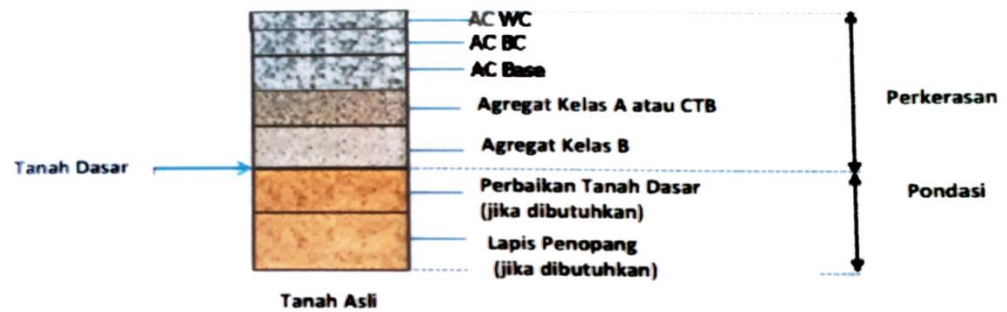 AC WC
AC BC
AC Base
Agregat Kelas A atau CTB
Perkerasan
Agregat Kelas B
Tanah Dasar
Perbaikan Tanah Dasar
(jika dibutuhkan)
Pondasi
Lapis Penopang
(jika dibutuhkan)
Tanah Asli